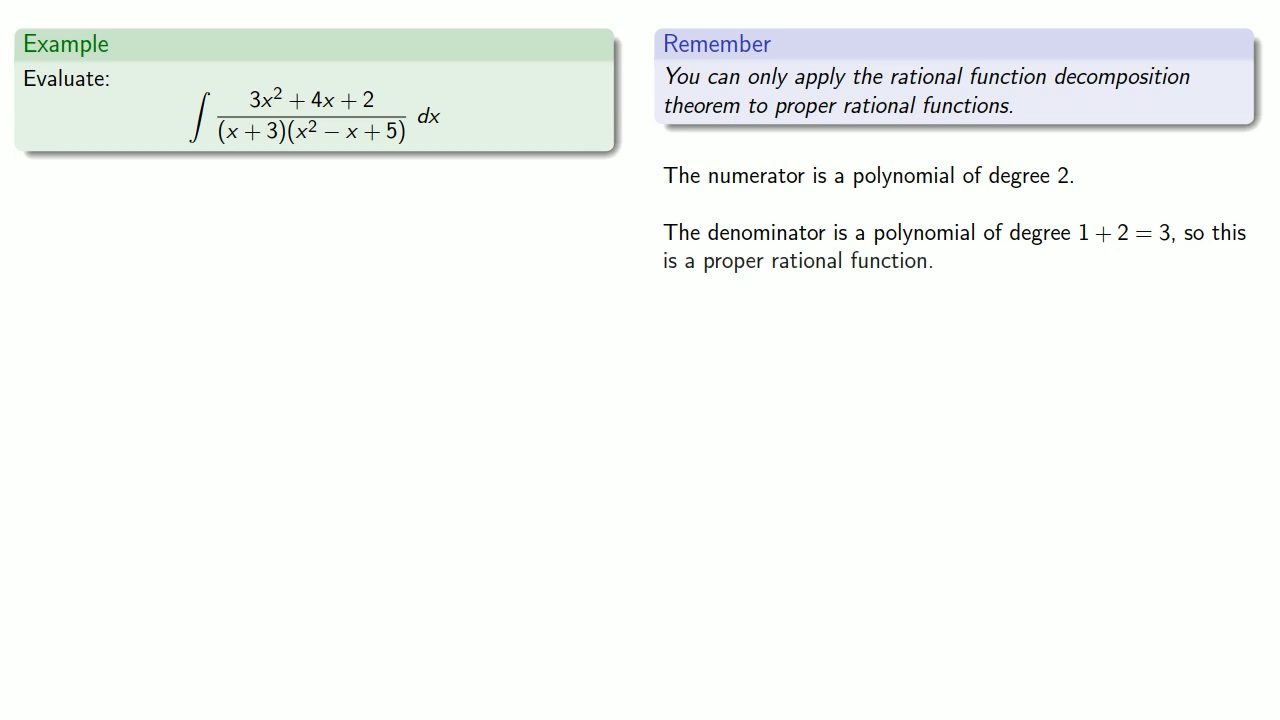 Example
Evaluate:
∫ (3x² + 4x + 2) / ((x + 3)(x² − x + 5)) dx
Remember
You can only apply the rational function decomposition
theorem to proper rational functions.
The numerator is a polynomial of degree 2.
The denominator is a polynomial of degree 1 + 2 = 3, so this
is a proper rational function.